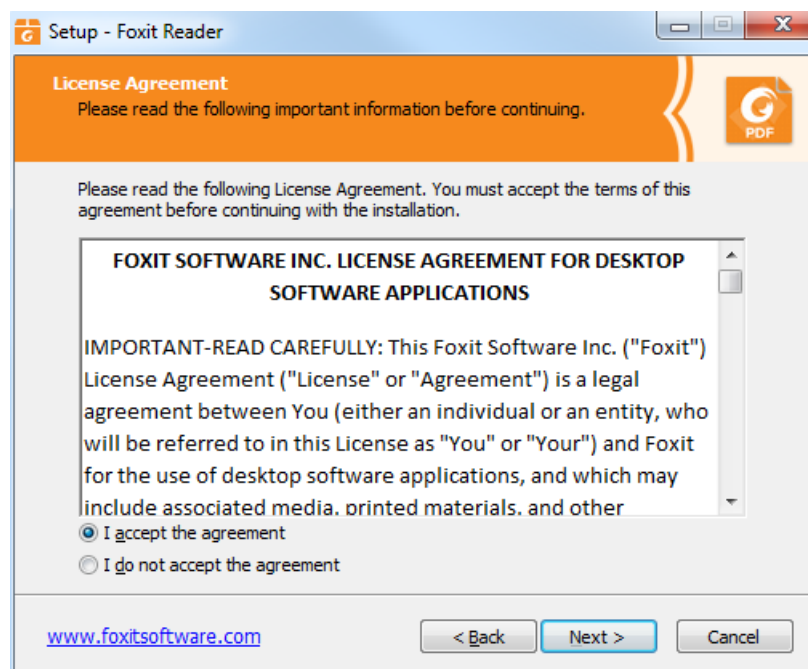 Setup - Foxit Reader
License Agreement
Please read the following important information before continuing.
PDF
Please read the following License Agreement. You must accept the terms of this
agreement before continuing with the installation.
FOXIT SOFTWARE INC. LICENSE AGREEMENT FOR DESKTOP
SOFTWARE APPLICATIONS
IMPORTANT-READ CAREFULLY: This Foxit Software Inc. ("Foxit")
License Agreement ("License" or "Agreement") is a legal
agreement between You (either an individual or an entity, who
will be referred to in this License as "You" or "Your") and Foxit
for the use of desktop software applications, and which may
include associated media, printed materials, and other
I accept the agreement
I do not accept the agreement
www.foxitsoftware.com
< Back
Next >
Cancel